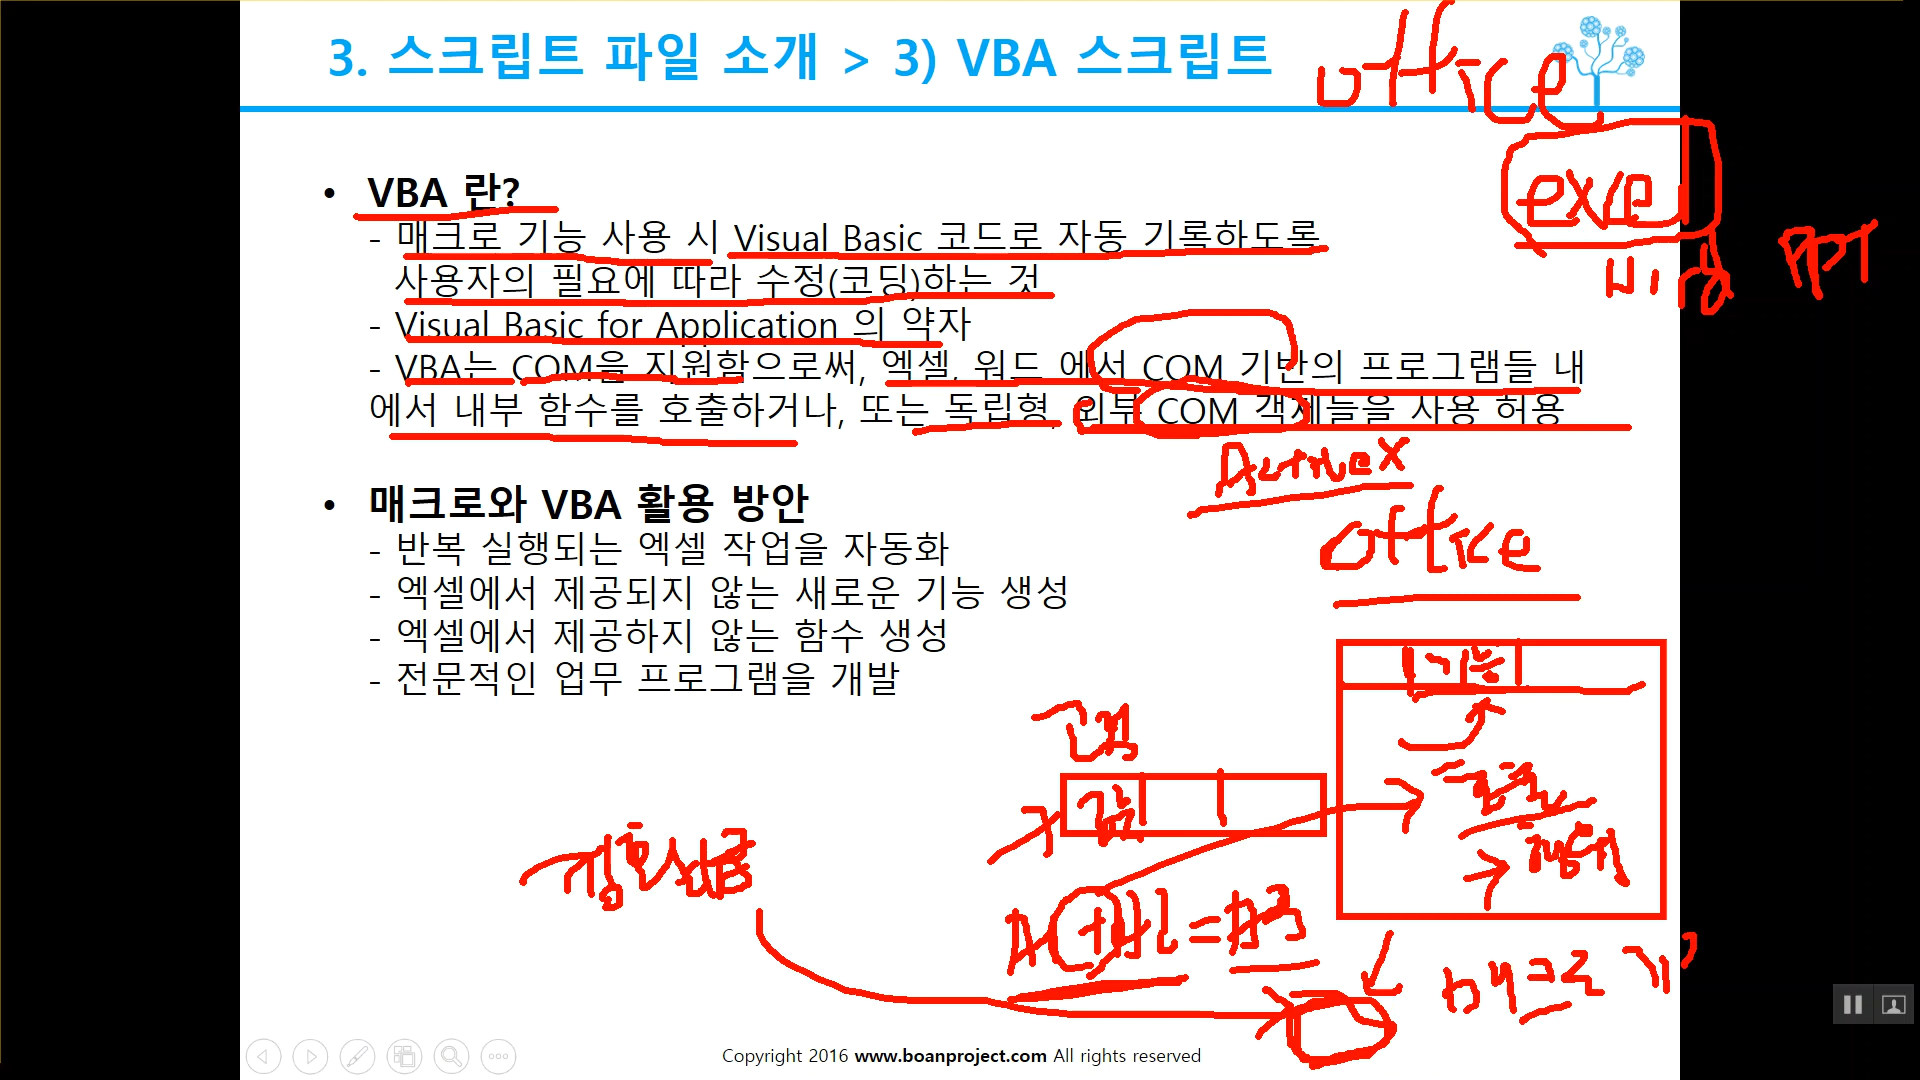 3. 스크립트 파일 소개 > 3) VBA 스크립트
office
excel
PPT
• VBA 란?
- 매크로 기능 사용 시 Visual Basic 코드로 자동 기록하도록
사용자의 필요에 따라 수정(코딩)하는 것
- Visual Basic for Application 의 약자
- VBA는 COM을 지원함으로써, 엑셀, 워드 에서 COM 기반의 프로그램들 내
에서 내부 함수를 호출하거나, 또는 독립형, 외부 COM 객체들을 사용 허용
ActiveX
office
• 매크로와 VBA 활용 방안
- 반복 실행되는 엑셀 작업을 자동화
- 엑셀에서 제공되지 않는 새로운 기능 생성
- 엑셀에서 제공하지 않는 함수 생성
- 전문적인 업무 프로그램을 개발
기능
매크로
Copyright 2016 www.boanproject.com All rights reserved